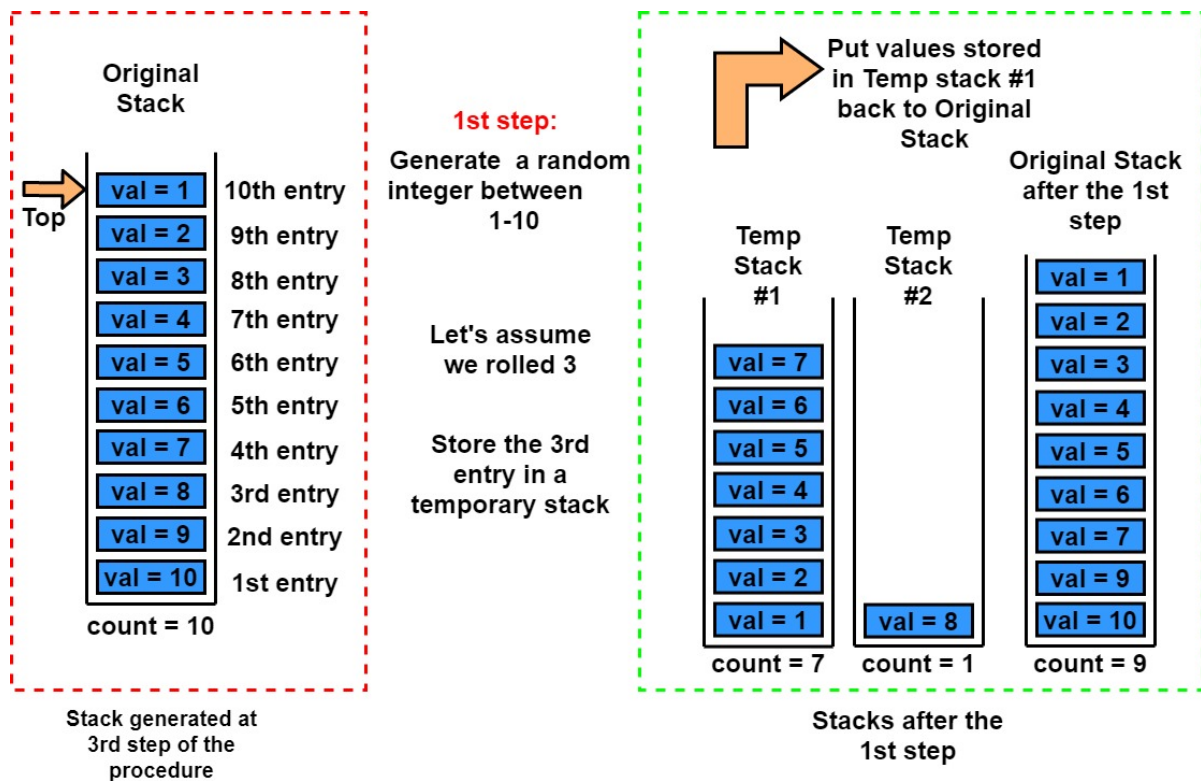 Original
Stack
Top
val = 1 10th entry
val = 2 9th entry
val = 3 8th entry
val = 4 7th entry
val = 5 6th entry
val = 6 5th entry
val = 7 4th entry
val = 8 3rd entry
val = 9 2nd entry
val = 10 1st entry
count = 10
Stack generated at
3rd step of the
procedure
1st step:
Generate a random
integer between
1-10
Let's assume
we rolled 3
Store the 3rd
entry in a
temporary stack
Put values stored
in Temp stack #1
back to Original
Stack
Temp
Stack
#1
val = 7
val = 6
val = 5
val = 4
val = 3
val = 2
val = 1
count = 7
Temp
Stack
#2
val = 8
count = 1
Original Stack
after the 1st
step
val = 1
val = 2
val = 3
val = 4
val = 5
val = 6
val = 7
val = 9
val = 10
count = 9
Stacks after the
1st step